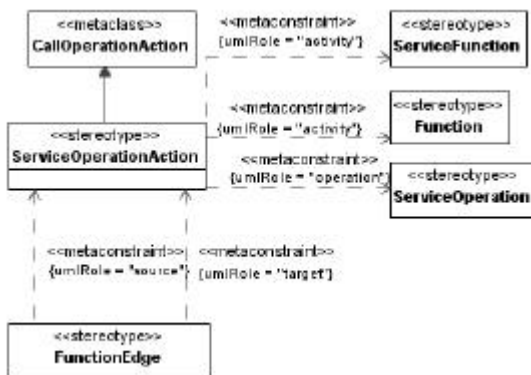 <<metaclass>>
CallOperationAction
<<metaconstraint>>
{umlRole = "activity"}
<<stereotype>>
ServiceFunction
<<stereotype>>
ServiceOperationAction
<<metaconstraint>>
{umlRole = "activity"}
<<stereotype>>
Function
<<metaconstraint>>
{umlRole = "operation"}
<<stereotype>>
ServiceOperation
<<metaconstraint>>
{umlRole = "source"}
<<metaconstraint>>
{umlRole = "target"}
<<stereotype>>
FunctionEdge